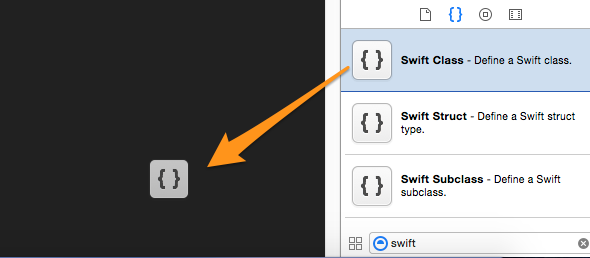 { } Swift Class - Define a Swift class.
{ } Swift Struct - Define a Swift struct
type.
{ }
{ } Swift Subclass - Define a Swift
subclass.
swift